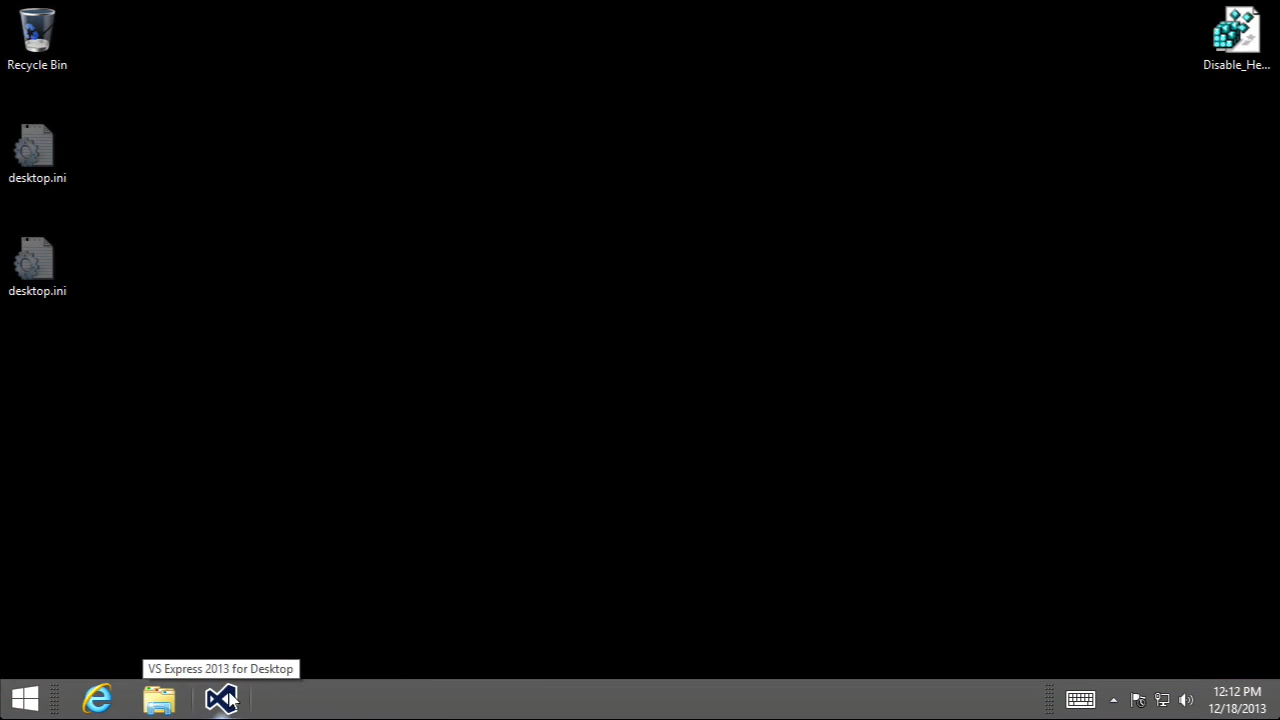 Recycle Bin
Disable_He...
desktop.ini
desktop.ini
VS Express 2013 for Desktop
12:12 PM
12/18/2013